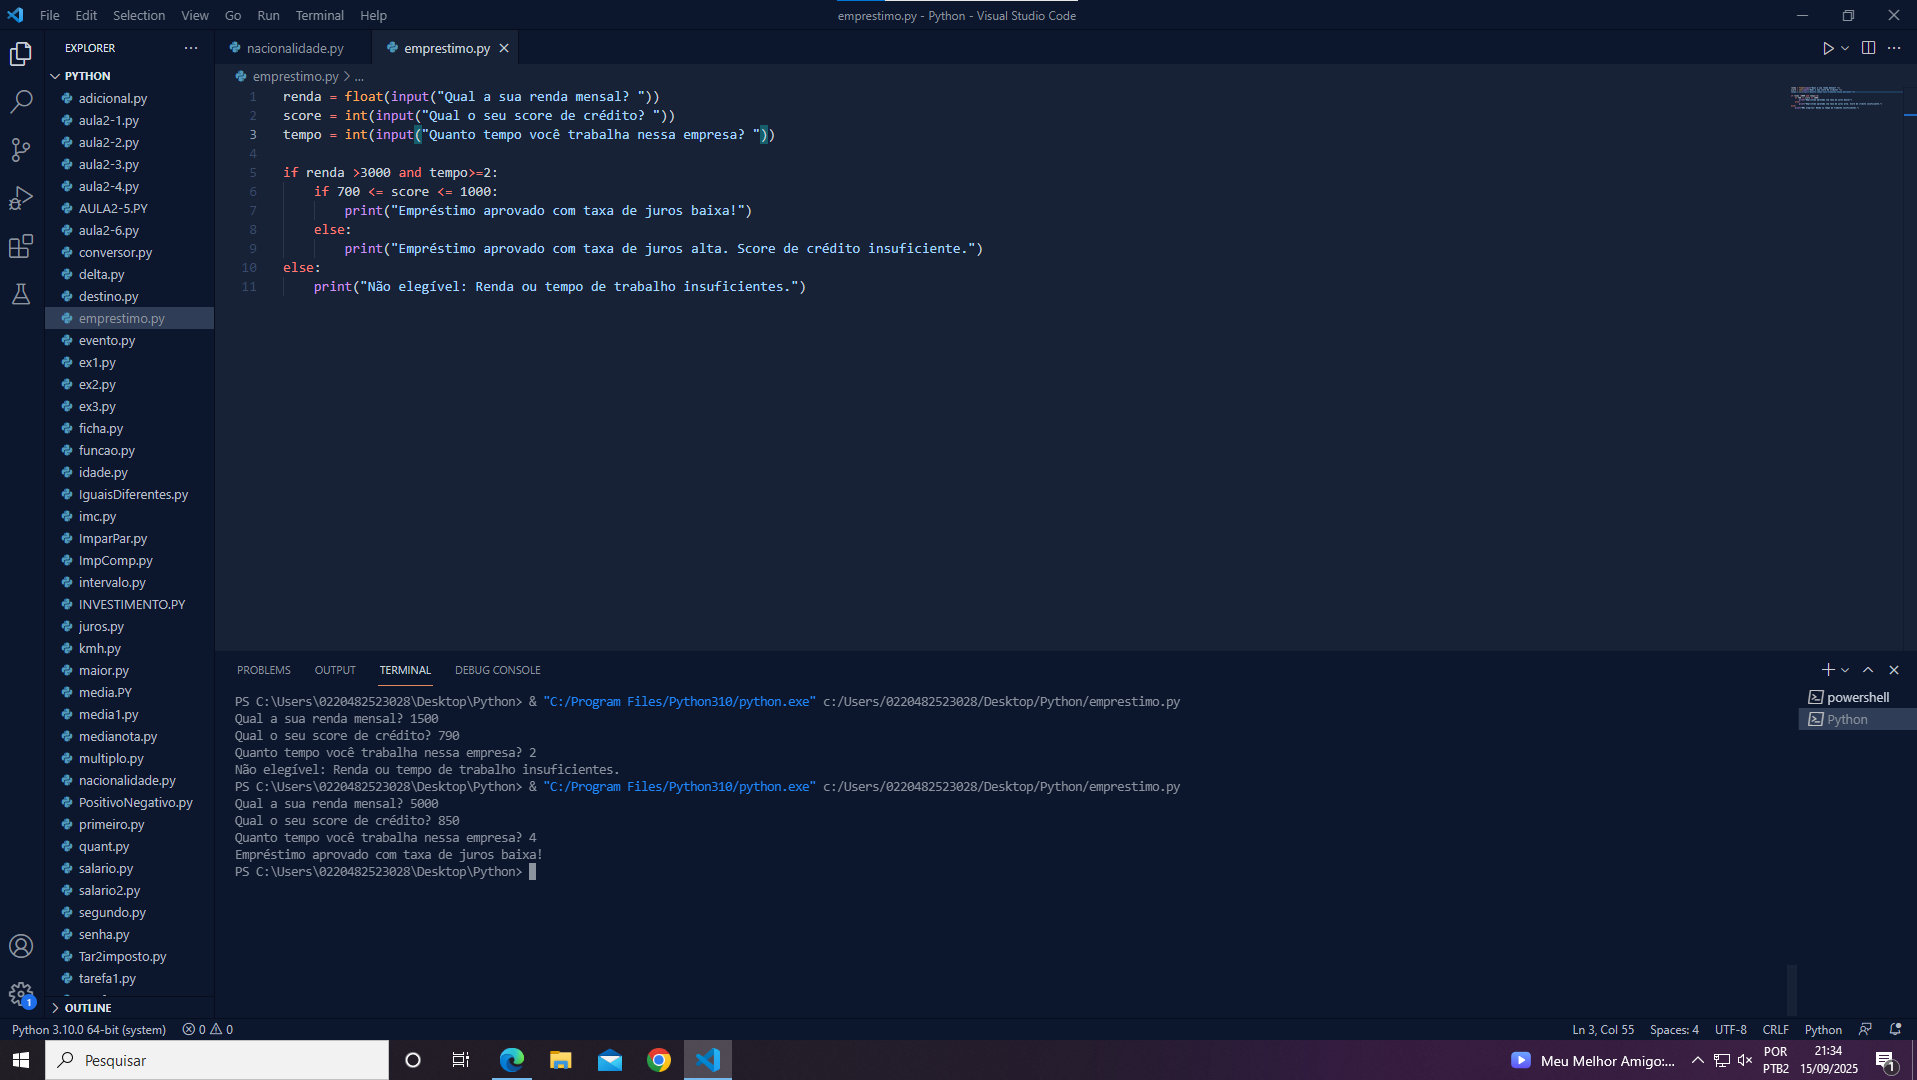 File Edit Selection View Go Run Terminal Help
emprestimo.py - Python - Visual Studio Code
EXPLORER
PYTHON
adicional.py
aula2-1.py
aula2-2.py
aula2-3.py
aula2-4.py
AULA2-5.PY
aula2-6.py
conversor.py
delta.py
destino.py
emprestimo.py
evento.py
ex1.py
ex2.py
ex3.py
ficha.py
funcao.py
idade.py
IguaisDiferentes.py
imc.py
ImparPar.py
ImpComp.py
intervalo.py
INVESTIMENTO.PY
juros.py
kmh.py
maior.py
media.PY
media1.py
medianota.py
multiplo.py
nacionalidade.py
PositivoNegativo.py
primeiro.py
quant.py
salario.py
salario2.py
segundo.py
senha.py
Tar2imposto.py
tarefa1.py
OUTLINE
nacionalidade.py emprestimo.py
emprestimo.py > ...
1 renda = float(input("Qual a sua renda mensal? "))
2 score = int(input("Qual o seu score de crédito? "))
3 tempo = int(input("Quanto tempo você trabalha nessa empresa? "))
4
5 if renda >3000 and tempo>=2:
6 if 700 <= score <= 1000:
7 print("Empréstimo aprovado com taxa de juros baixa!")
8 else:
9 print("Empréstimo aprovado com taxa de juros alta. Score de crédito insuficiente.")
10 else:
11 print("Não elegível: Renda ou tempo de trabalho insuficientes.")
PROBLEMS OUTPUT TERMINAL DEBUG CONSOLE
PS C:\Users\0220482523028\Desktop\Python> & "C:/Program Files/Python310/python.exe" c:/Users/0220482523028/Desktop/Python/emprestimo.py
Qual a sua renda mensal? 1500
Qual o seu score de crédito? 790
Quanto tempo você trabalha nessa empresa? 2
Não elegível: Renda ou tempo de trabalho insuficientes.
PS C:\Users\0220482523028\Desktop\Python> & "C:/Program Files/Python310/python.exe" c:/Users/0220482523028/Desktop/Python/emprestimo.py
Qual a sua renda mensal? 5000
Qual o seu score de crédito? 850
Quanto tempo você trabalha nessa empresa? 4
Empréstimo aprovado com taxa de juros baixa!
PS C:\Users\0220482523028\Desktop\Python>
powershell
Python
1
Python 3.10.0 64-bit (system) 0 0
Ln 3, Col 55 Spaces: 4 UTF-8 CRLF Python
Pesquisar
Meu Melhor Amigo:...
POR
PTB2
21:34
15/09/2025
1